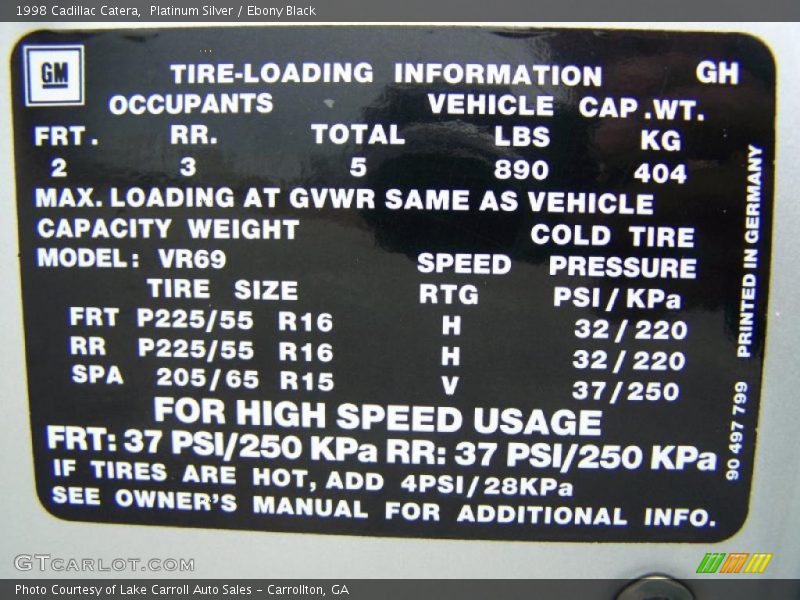 1998 Cadillac Catera,  Platinum Silver / Ebony Black
GM
TIRE-LOADING INFORMATION GH
OCCUPANTS VEHICLE CAP.WT.
FRT. RR. TOTAL LBS KG
2 3 5 890 404
MAX. LOADING AT GVWR SAME AS VEHICLE
CAPACITY WEIGHT COLD TIRE
MODEL: VR69 SPEED PRESSURE
TIRE SIZE RTG PSI/KPa
FRT P225/55 R16 H 32/220
RR P225/55 R16 H 32/220
SPA 205/65 R15 V 37/250
FOR HIGH SPEED USAGE
FRT: 37 PSI/250 KPa RR: 37 PSI/250 KPa
IF TIRES ARE HOT, ADD 4PSI/28KPa
SEE OWNER'S MANUAL FOR ADDITIONAL INFO.
PRINTED IN GERMANY
90 497 799
GTCARLOT.COM
Photo Courtesy of Lake Carroll Auto Sales - Carrollton, GA